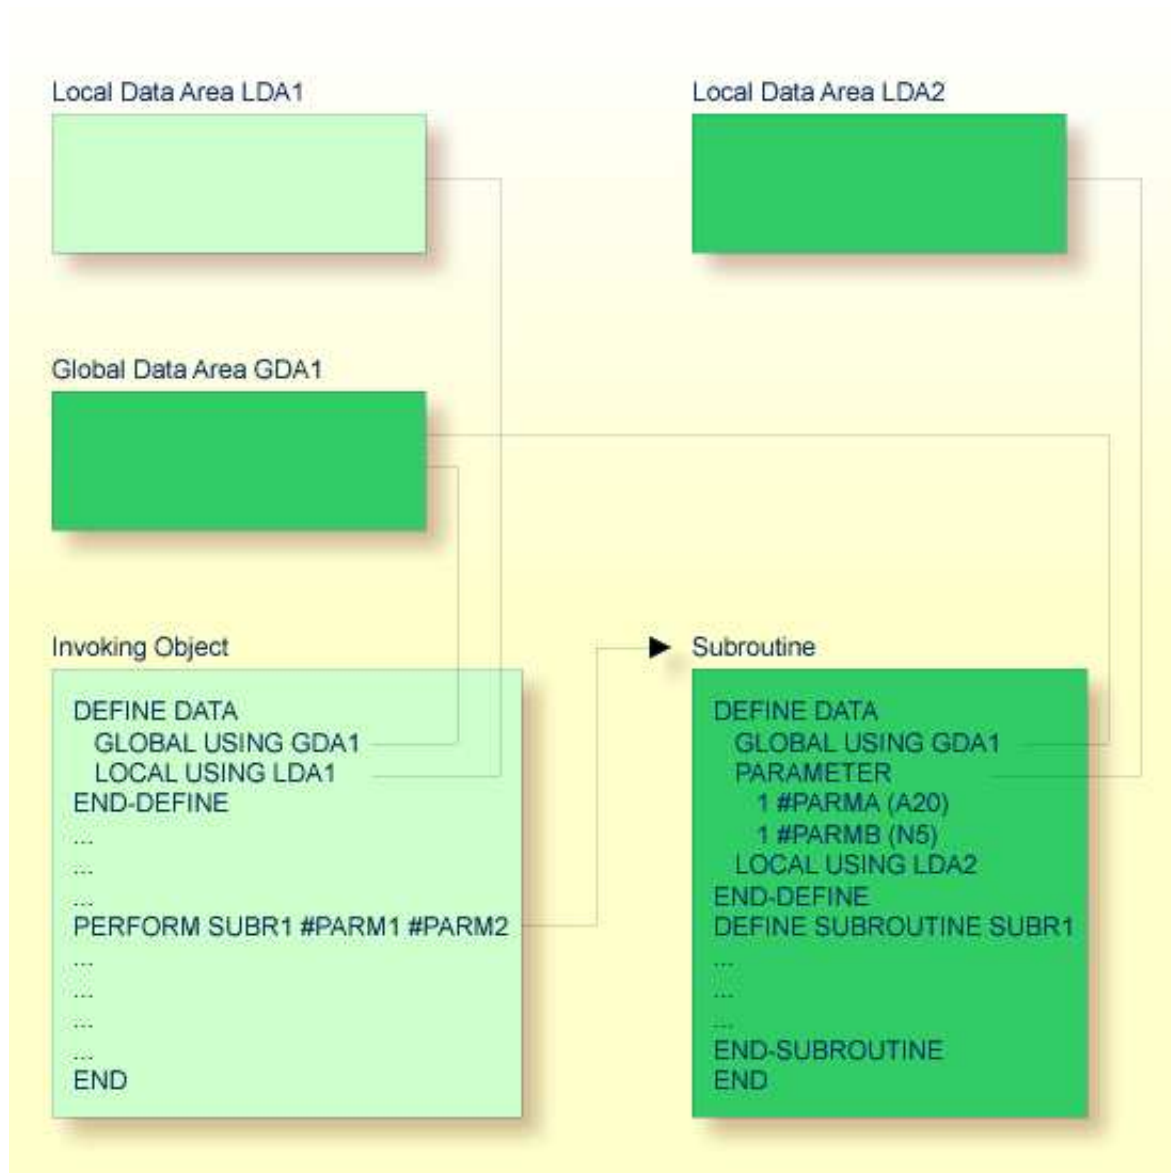 Local Data Area LDA1
Local Data Area LDA2
Global Data Area GDA1
Invoking Object
DEFINE DATA
GLOBAL USING GDA1
LOCAL USING LDA1
END-DEFINE
...
...
...
PERFORM SUBR1 #PARM1 #PARM2
...
...
...
...
END
Subroutine
DEFINE DATA
GLOBAL USING GDA1
PARAMETER
1 #PARMA (A20)
1 #PARMB (N5)
LOCAL USING LDA2
END-DEFINE
DEFINE SUBROUTINE SUBR1
...
...
...
END-SUBROUTINE
END